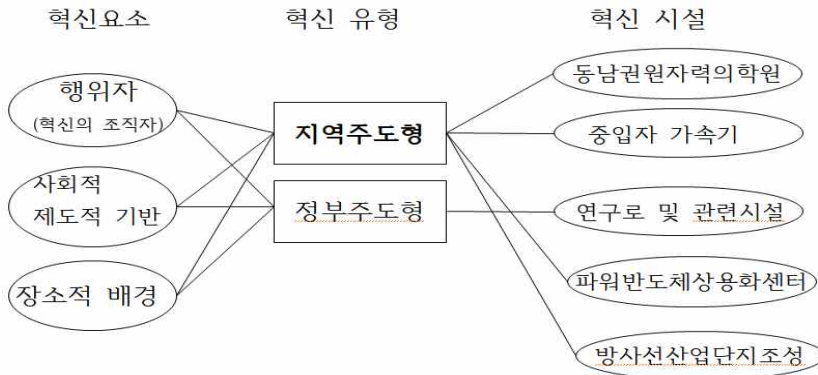 혁신요소
혁신 유형
혁신 시설
행위자
(혁신의 조직자)
사회적
제도적 기반
장소적 배경
지역주도형
정부주도형
동남권원자력의학원
중입자 가속기
연구로 및 관련시설
파워반도체상용화센터
방사선산업단지조성